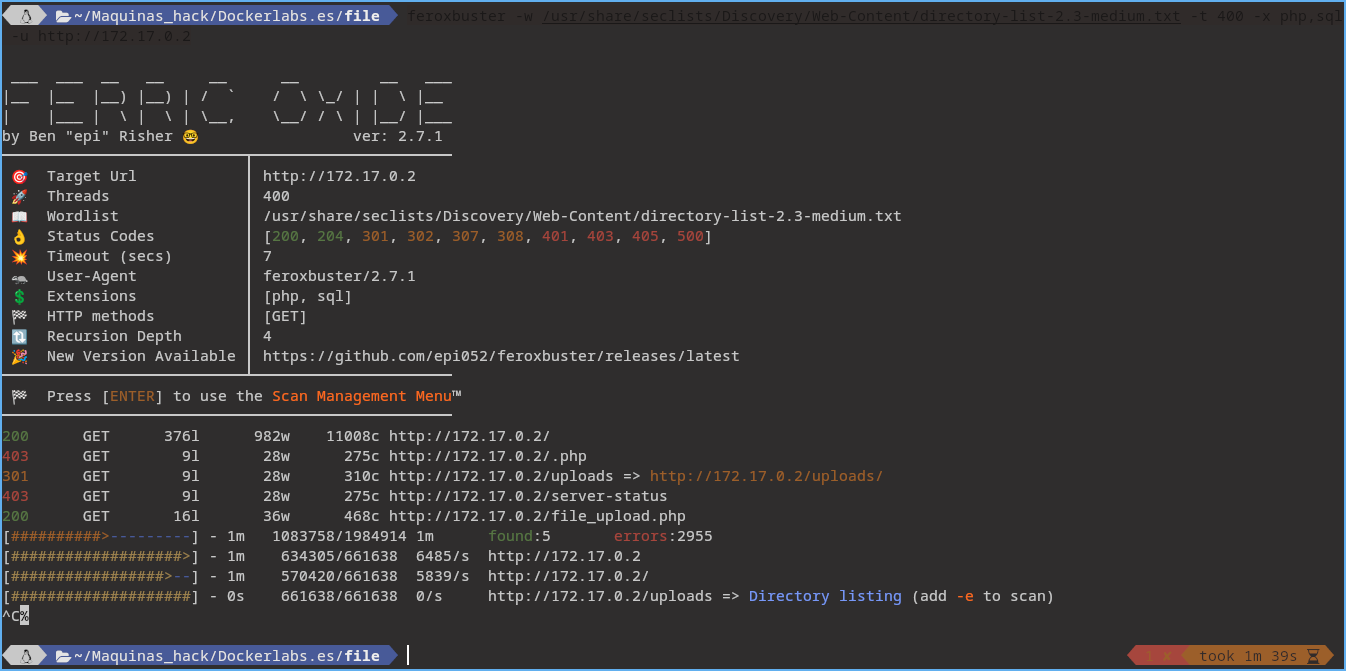 ~/Maquinas_hack/Dockerlabs.es/file feroxbuster -w /usr/share/seclists/Discovery/Web-Content/directory-list-2.3-medium.txt -t 400 -x php,sql
-u http://172.17.0.2
FERRIC OXIDE
by Ben "epi" Risher 🤓 ver: 2.7.1
🎯 Target Url http://172.17.0.2
🚀 Threads 400
📖 Wordlist /usr/share/seclists/Discovery/Web-Content/directory-list-2.3-medium.txt
👌 Status Codes [200, 204, 301, 302, 307, 308, 401, 403, 405, 500]
💥 Timeout (secs) 7
🦡 User-Agent feroxbuster/2.7.1
💲 Extensions [php, sql]
🏁 HTTP methods [GET]
🔃 Recursion Depth 4
🎉 New Version Available https://github.com/epi052/feroxbuster/releases/latest
🏁 Press [ENTER] to use the Scan Management Menu™
200 GET 376l 982w 11008c http://172.17.0.2/
403 GET 9l 28w 275c http://172.17.0.2/.php
301 GET 9l 28w 310c http://172.17.0.2/uploads => http://172.17.0.2/uploads/
403 GET 9l 28w 275c http://172.17.0.2/server-status
200 GET 16l 36w 468c http://172.17.0.2/file_upload.php
[##########>---------] - 1m 1083758/1984914 1m found:5 errors:2955
[###################>] - 1m 634305/661638 6485/s http://172.17.0.2
[#################>--] - 1m 570420/661638 5839/s http://172.17.0.2/
[####################] - 0s 661638/661638 0/s http://172.17.0.2/uploads => Directory listing (add -e to scan)
^C%
~/Maquinas_hack/Dockerlabs.es/file 1 ✘ took 1m 39s